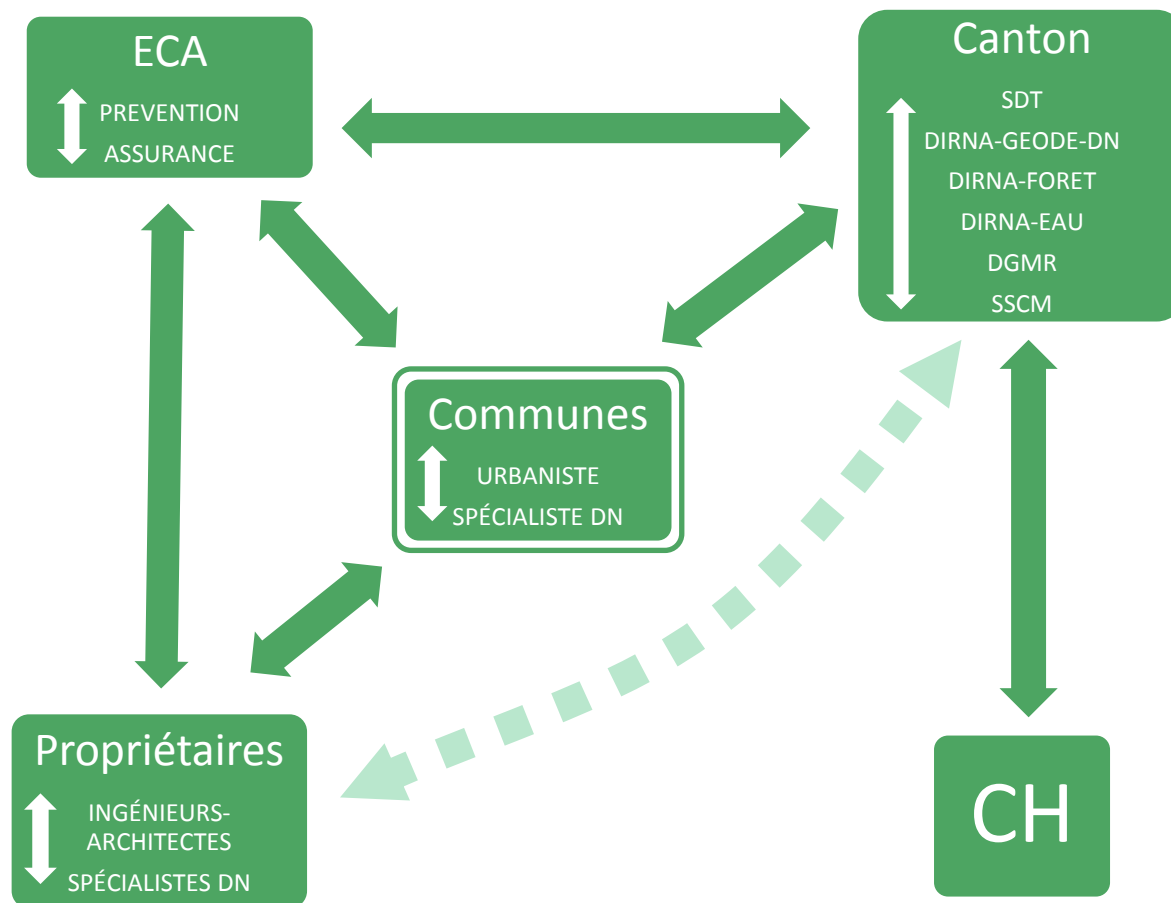 ECA
PREVENTION
ASSURANCE
Canton
SDT
DIRNA-GEODE-DN
DIRNA-FORET
DIRNA-EAU
DGMR
SSCM
Communes
URBANISTE
SPÉCIALISTE DN
Propriétaires
INGÉNIEURS-
ARCHITECTES
SPÉCIALISTES DN
CH